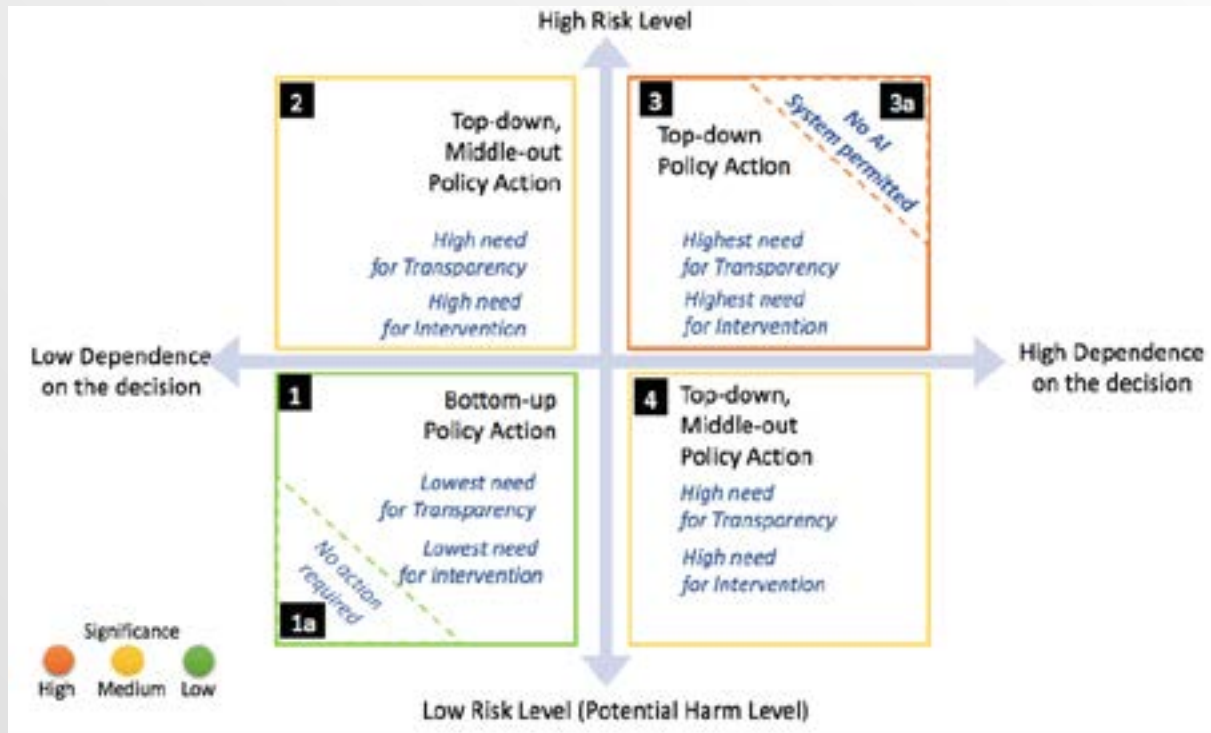 High Risk Level
2
Top-down,
Middle-out
Policy Action
High need
for Transparency
High need
for Intervention
3
Top-down
Policy Action
3a
No AI
System permitted
Highest need
for Transparency
Highest need
for Intervention
Low Dependence
on the decision
High Dependence
on the decision
1
Bottom-up
Policy Action
Lowest need
for Transparency
Lowest need
for Intervention
No action
required
1a
4
Top-down,
Middle-out
Policy Action
High need
for Transparency
High need
for Intervention
Significance
High Medium Low
Low Risk Level (Potential Harm Level)